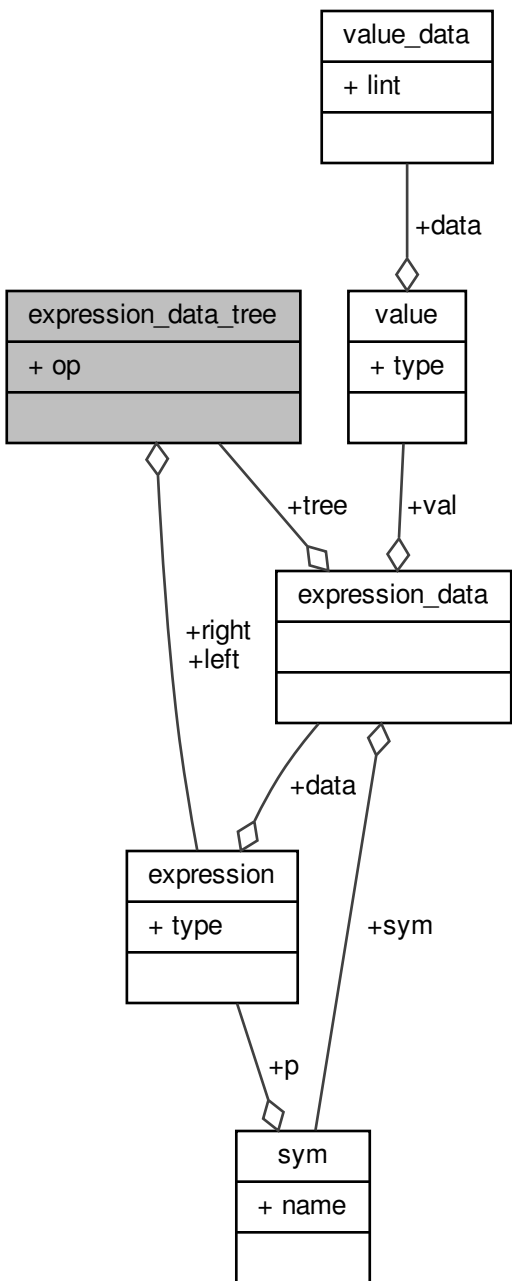 value_data
+ lint
+data
expression_data_tree
+ op
value
+ type
+tree
+val
expression_data
+right
+left
+data
expression
+ type
+sym
+p
sym
+ name